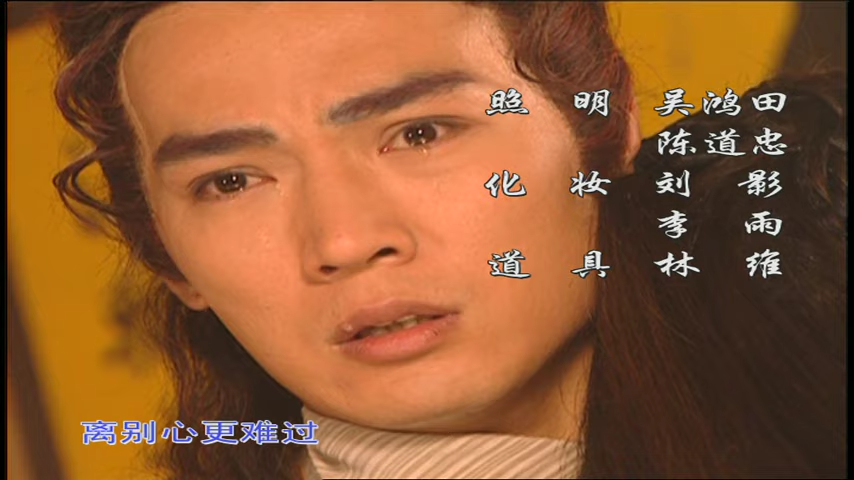 照 明 吴鸿田
陈道忠
化 妆 刘 影
李 雨
道 具 林 维
离别心更难过